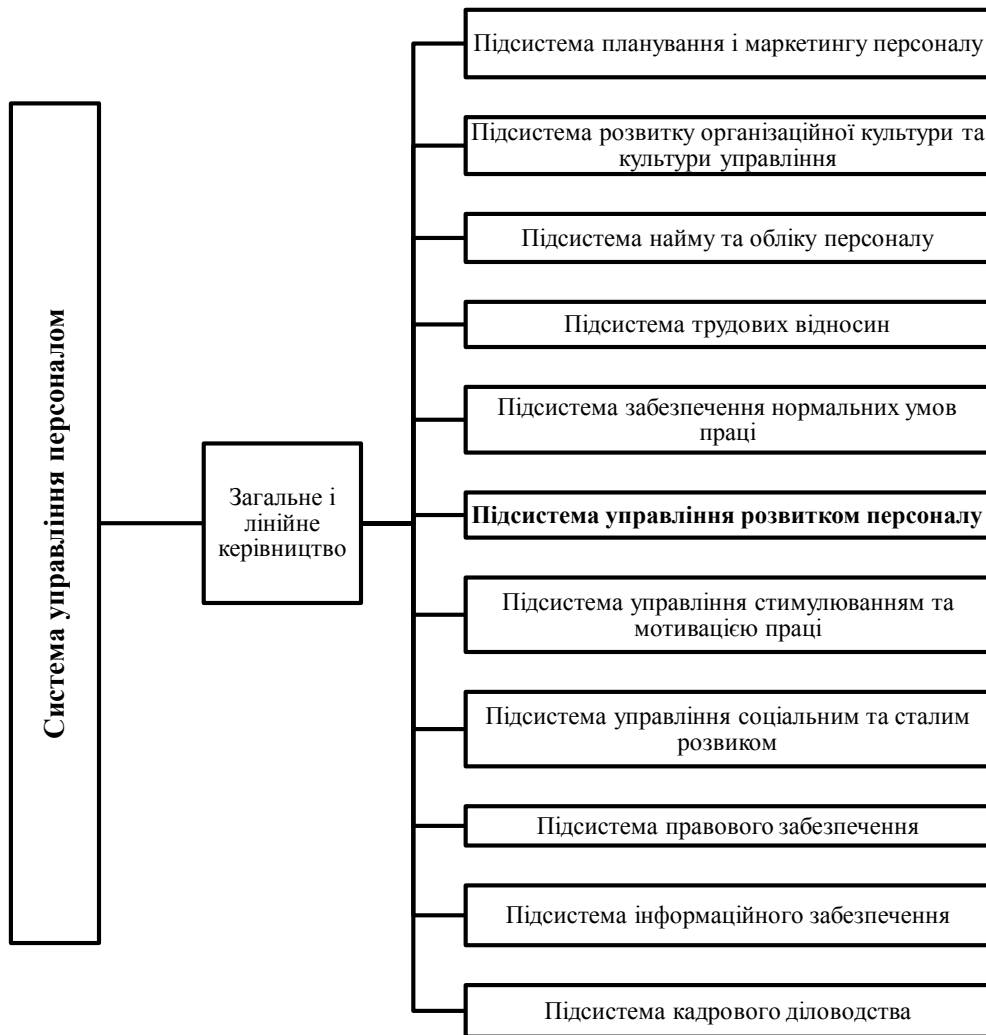 Система управління персоналом
Загальне і
лінійне
керівництво
Підсистема планування і маркетингу персоналу
Підсистема розвитку організаційної культури та
культури управління
Підсистема найму та обліку персоналу
Підсистема трудових відносин
Підсистема забезпечення нормальних умов
праці
Підсистема управління розвитком персоналу
Підсистема управління стимулюванням та
мотивацією праці
Підсистема управління соціальним та сталим
розвиком
Підсистема правового забезпечення
Підсистема інформаційного забезпечення
Підсистема кадрового діловодства